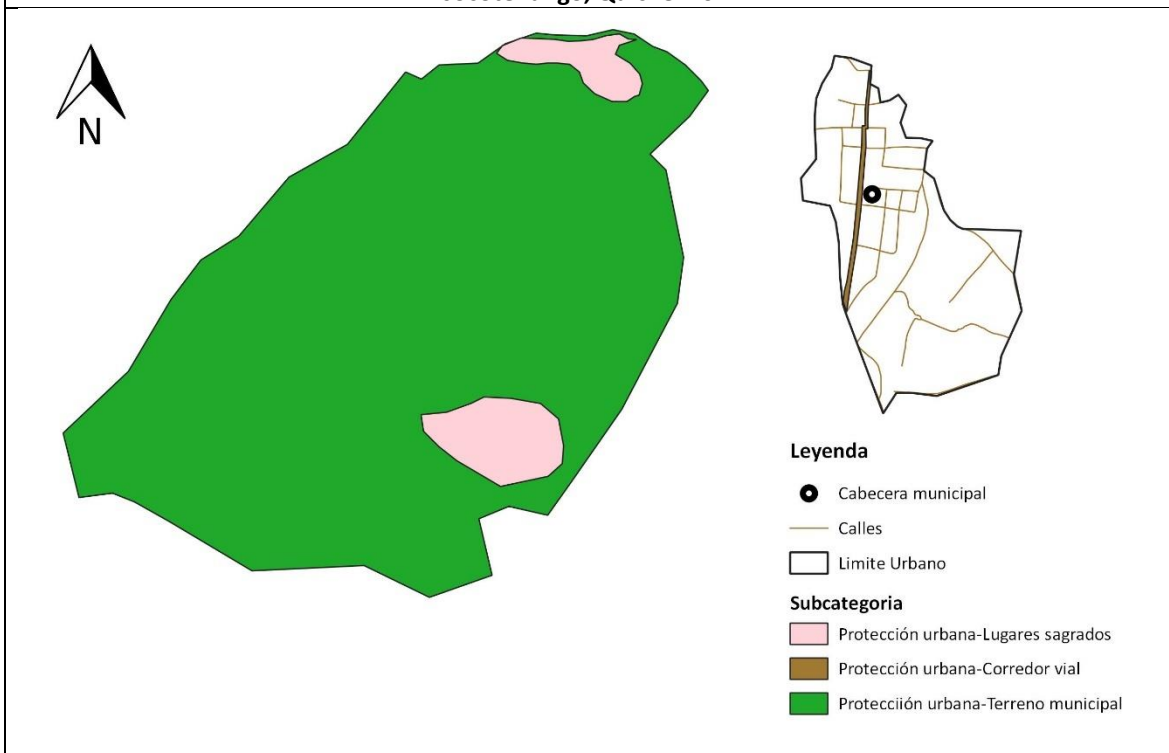 N
Leyenda
Cabecera municipal
Calles
Limite Urbano
Subcategoria
Protección urbana-Lugares sagrados
Protección urbana-Corredor vial
Proteccíión urbana-Terreno municipal